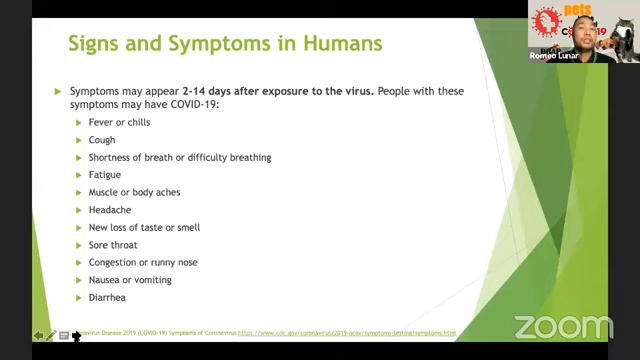 pets
Romeo Lunar
Signs and Symptoms in Humans
Symptoms may appear 2-14 days after exposure to the virus. People with these
symptoms may have COVID-19:
Fever or chills
Cough
Shortness of breath or difficulty breathing
Fatigue
Muscle or body aches
Headache
New loss of taste or smell
Sore throat
Congestion or runny nose
Nausea or vomiting
Diarrhea
Disease 2019 (COVID-19) Symptoms of Coronavirus https://www.cdc.gov/coronavirus/2019-ncov/symptoms-testing/symptoms.html
zoom